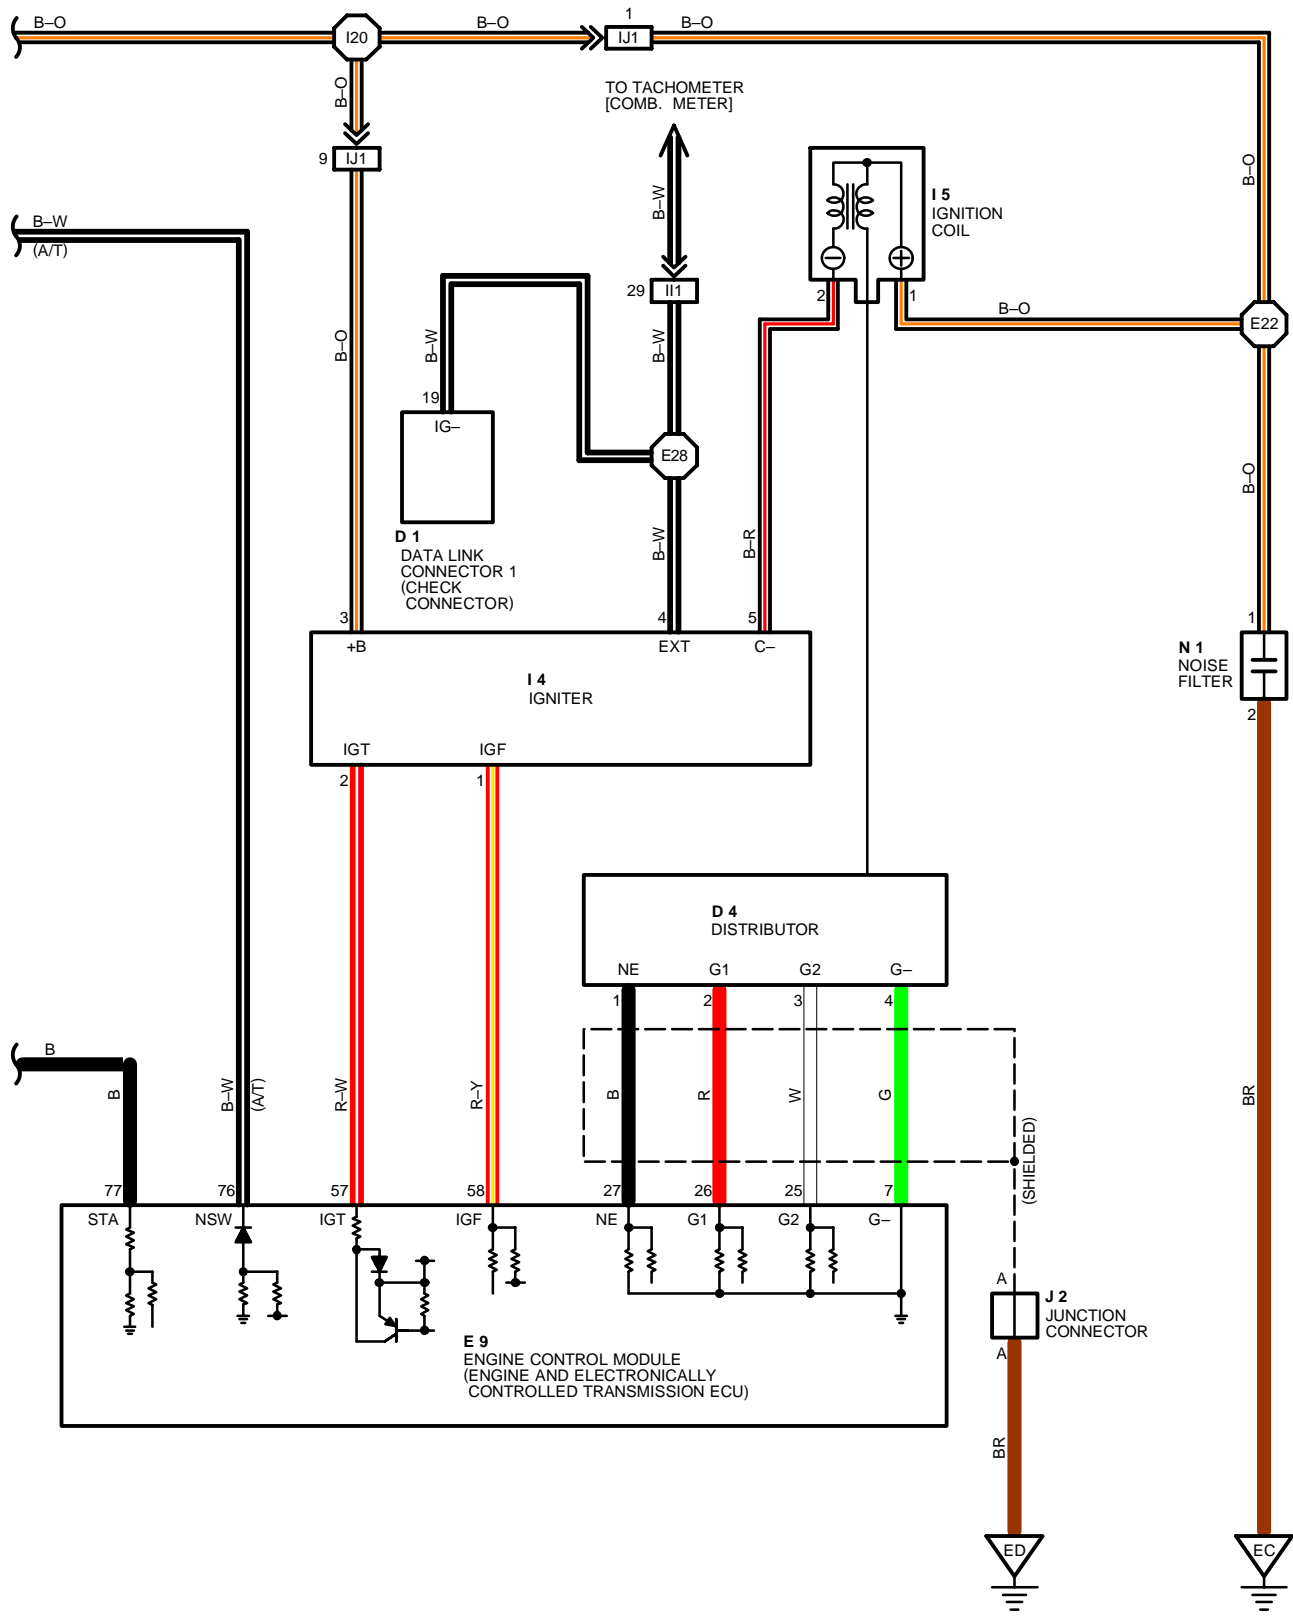 B–O
I20
B–O
1
IJ1
B–O
B–O
9
IJ1
TO TACHOMETER
[COMB. METER]
B–W
B–O
I 5
IGNITION
COIL
B–W
(A/T)
29
II1
2
1
B–O
E22
B–O
B–W
B–W
19
IG–
E28
B–O
D 1
DATA LINK
CONNECTOR 1
(CHECK
CONNECTOR)
B–W
B–R
3
4
5
1
+B
EXT
C–
I 4
IGNITER
N 1
NOISE
FILTER
2
IGT
IGF
2
1
D 4
DISTRIBUTOR
NE
G1
G2
G–
1
2
3
4
B
B
B–W
(A/T)
R–W
R–Y
B
R
W
G
BR
(SHIELDED)
77
76
57
58
27
26
25
7
STA
NSW
IGT
IGF
NE
G1
G2
G–
A
J 2
JUNCTION
CONNECTOR
A
E 9
ENGINE CONTROL MODULE
(ENGINE AND ELECTRONICALLY
CONTROLLED TRANSMISSION ECU)
BR
ED
EC